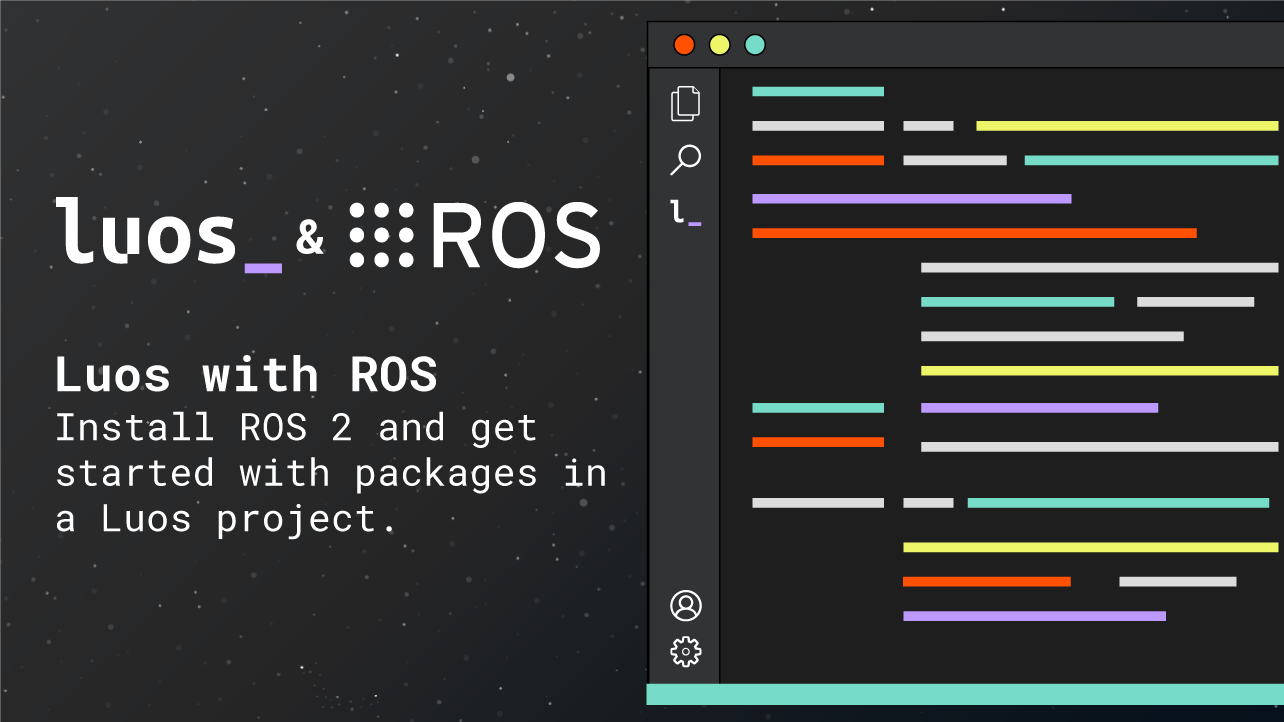 luos_ & ROS
l_
Luos with ROS
Install ROS 2 and get
started with packages in
a Luos project.